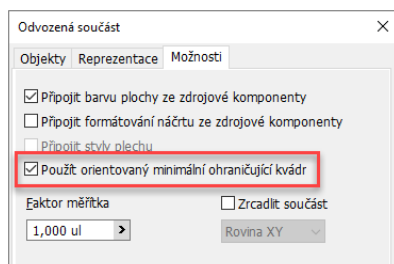 Odvozená součást
Objekty Reprezentace Možnosti
Připojit barvu plochy ze zdrojové komponenty
Připojit formátování náčrtu ze zdrojové komponenty
Připojit styly plechu
Použít orientovaný minimální ohraničující kvádr
Faktor měřítka
Zrcadlit součást
1,000 ul
Rovina XY